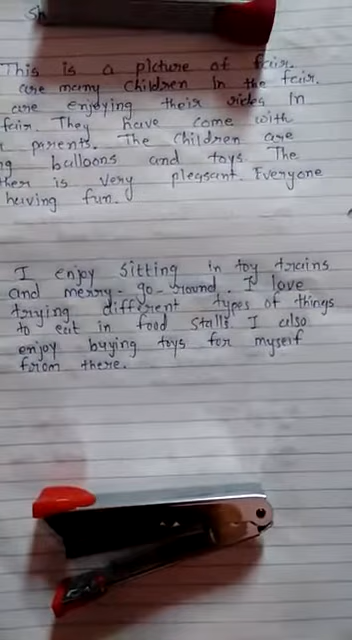 Sh
This is a picture of fair.
are many children in the fair.
are enjoying their rides in
fair. They have come with
parents. The children are
g balloons and toys. The
ther is very pleasant. Everyone
having fun.
I enjoy sitting in toy trains
and merry-go-round. I love
trying different types of things
to eat in food stalls. I also
enjoy buying toys for myself
from there.